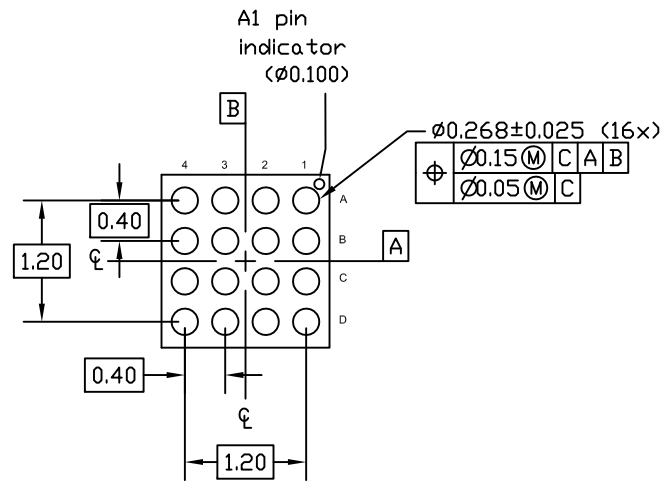 A1 pin
indicator
(Ø0.100)
B
Ø0.268±0.025 (16x)
⌖ Ø0.15 Ⓜ C A B
Ø0.05 Ⓜ C
4 3 2 1
A
0.40
B
A
1.20
℄
C
D
0.40
℄
1.20